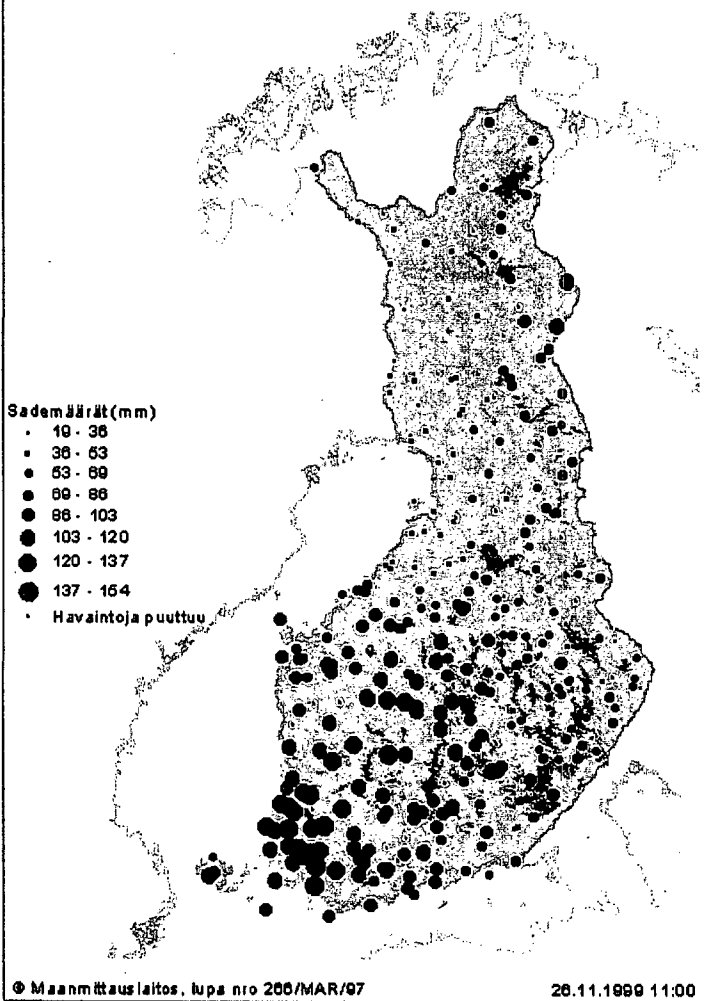 Sademäärät (mm)
19 - 36
36 - 53
53 - 69
69 - 86
86 - 103
103 - 120
120 - 137
137 - 154
Havaintoja puuttuu
© Maanmittauslaitos, lupa nro 266/MAR/97
26.11.1999 11:00